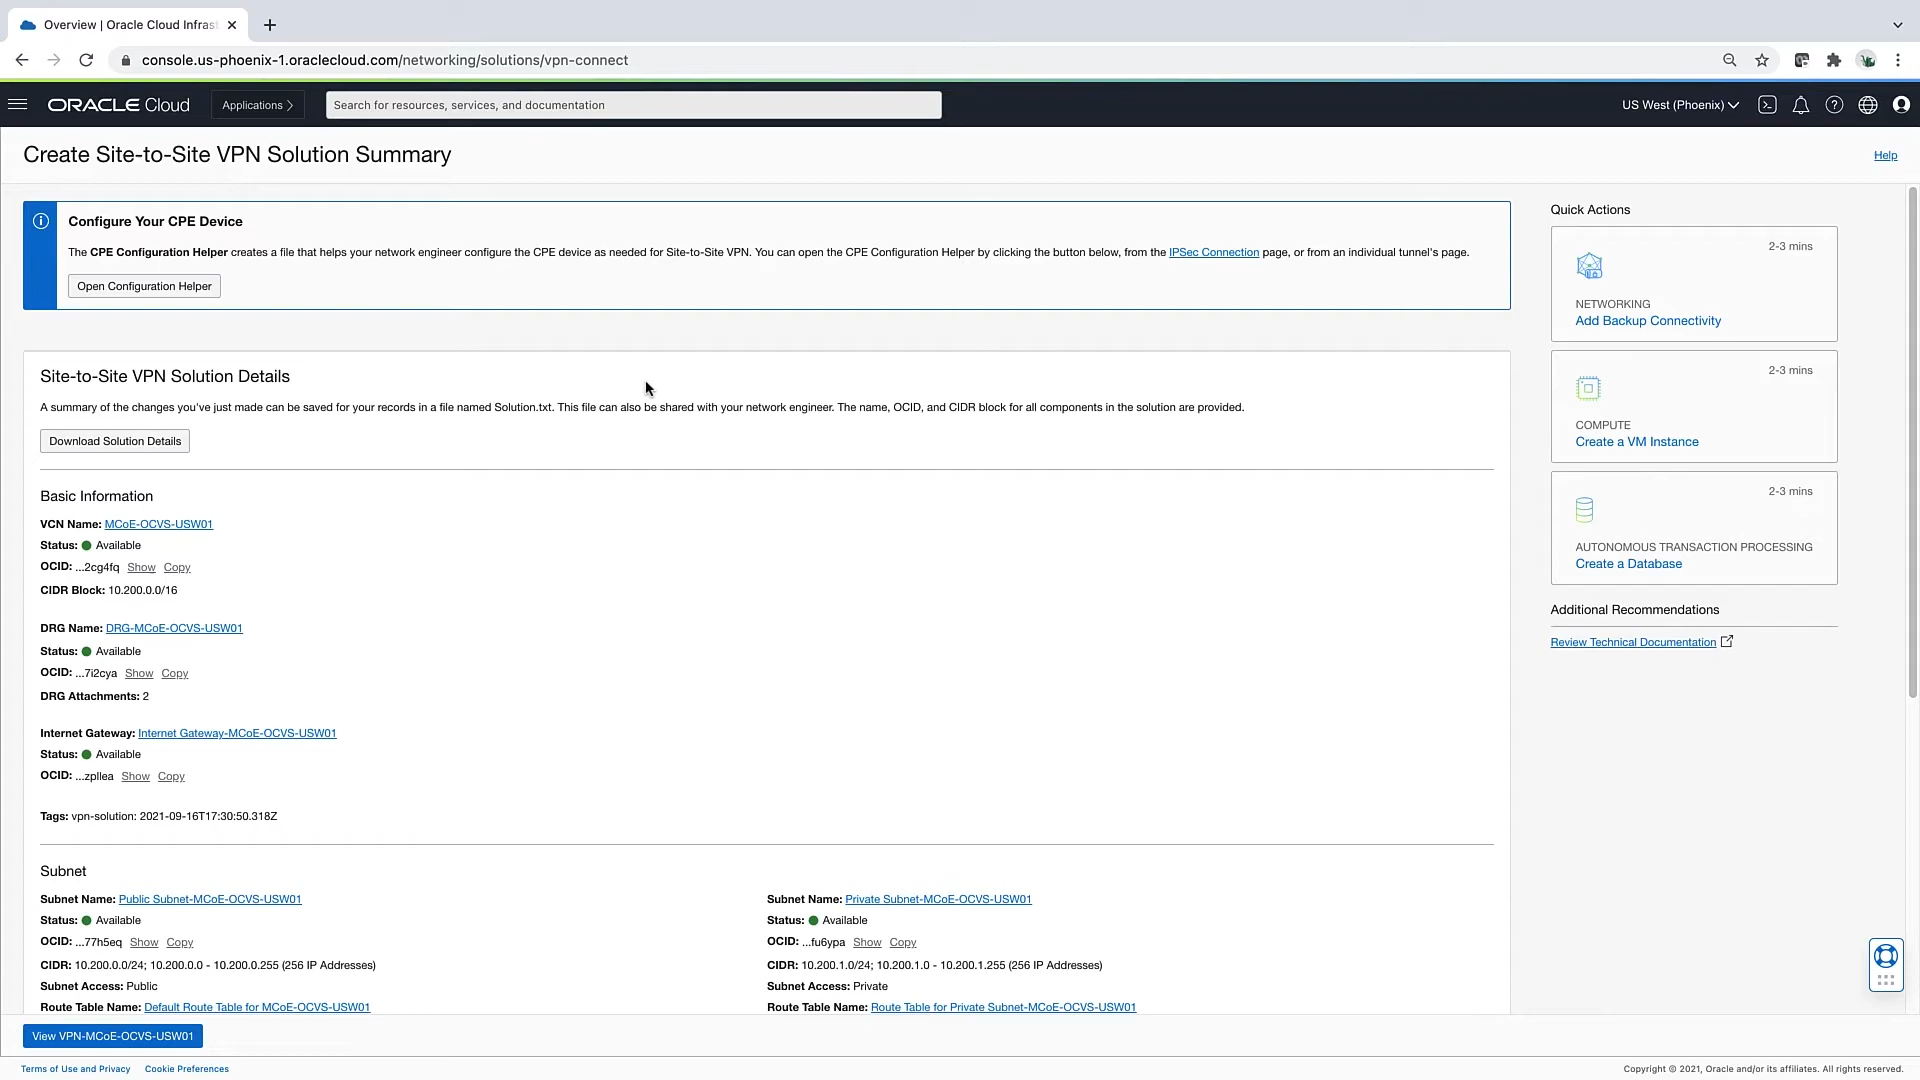 Overview | Oracle Cloud Infras
console.us-phoenix-1.oraclecloud.com/networking/solutions/vpn-connect
ORACLE Cloud
Applications
Search for resources, services, and documentation
US West (Phoenix)
Create Site-to-Site VPN Solution Summary
Help
Configure Your CPE Device
The CPE Configuration Helper creates a file that helps your network engineer configure the CPE device as needed for Site-to-Site VPN. You can open the CPE Configuration Helper by clicking the button below, from the IPSec Connection page, or from an individual tunnel's page.
Open Configuration Helper
Site-to-Site VPN Solution Details
A summary of the changes you've just made can be saved for your records in a file named Solution.txt. This file can also be shared with your network engineer. The name, OCID, and CIDR block for all components in the solution are provided.
Download Solution Details
Basic Information
VCN Name: MCoE-OCVS-USW01
Status: Available
OCID: ...2cg4fq Show Copy
CIDR Block: 10.200.0.0/16
DRG Name: DRG-MCoE-OCVS-USW01
Status: Available
OCID: ...7i2cya Show Copy
DRG Attachments: 2
Internet Gateway: Internet Gateway-MCoE-OCVS-USW01
Status: Available
OCID: ...zpllea Show Copy
Tags: vpn-solution: 2021-09-16T17:30:50.318Z
Subnet
Subnet Name: Public Subnet-MCoE-OCVS-USW01
Status: Available
OCID: ...77h5eq Show Copy
CIDR: 10.200.0.0/24; 10.200.0.0 - 10.200.0.255 (256 IP Addresses)
Subnet Access: Public
Route Table Name: Default Route Table for MCoE-OCVS-USW01
Subnet Name: Private Subnet-MCoE-OCVS-USW01
Status: Available
OCID: ...fu6ypa Show Copy
CIDR: 10.200.1.0/24; 10.200.1.0 - 10.200.1.255 (256 IP Addresses)
Subnet Access: Private
Route Table Name: Route Table for Private Subnet-MCoE-OCVS-USW01
Quick Actions
2-3 mins
NETWORKING
Add Backup Connectivity
2-3 mins
COMPUTE
Create a VM Instance
2-3 mins
AUTONOMOUS TRANSACTION PROCESSING
Create a Database
Additional Recommendations
Review Technical Documentation
View VPN-MCoE-OCVS-USW01
Terms of Use and Privacy
Cookie Preferences
Copyright © 2021, Oracle and/or its affiliates. All rights reserved.